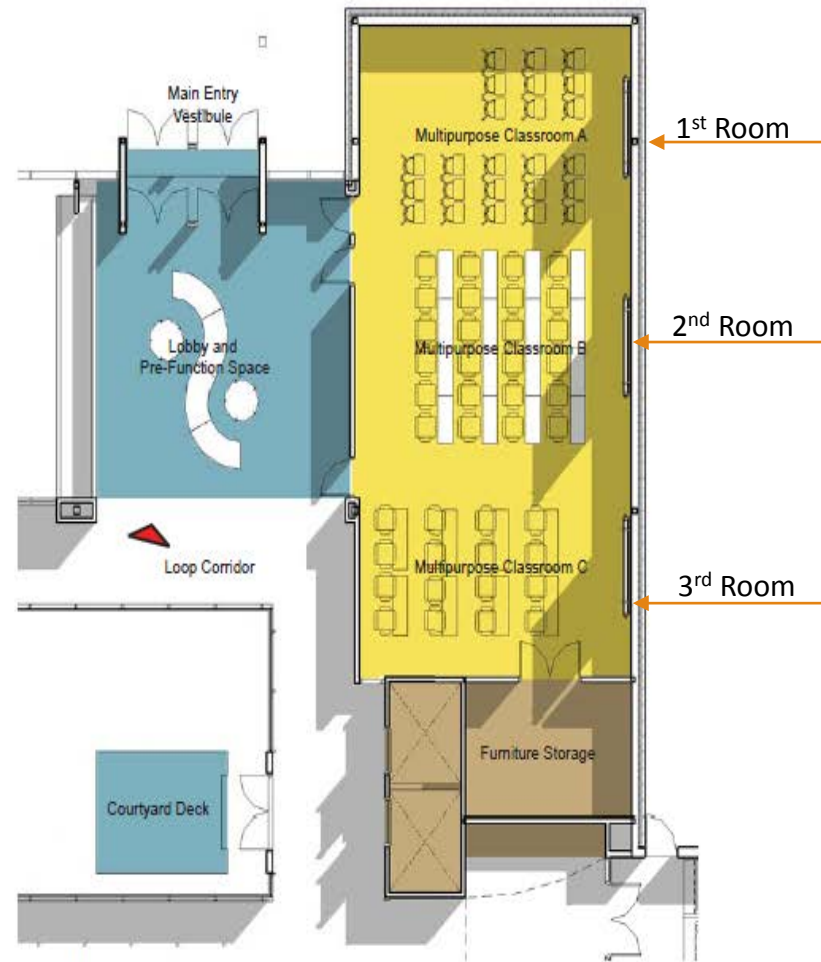 Main Entry
Vestibule
Multipurpose Classroom A
1st Room
2nd Room
Lobby and
Pre-Function Space
Multipurpose Classroom B
Loop Corridor
Multipurpose Classroom C
3rd Room
Furniture Storage
Courtyard Deck